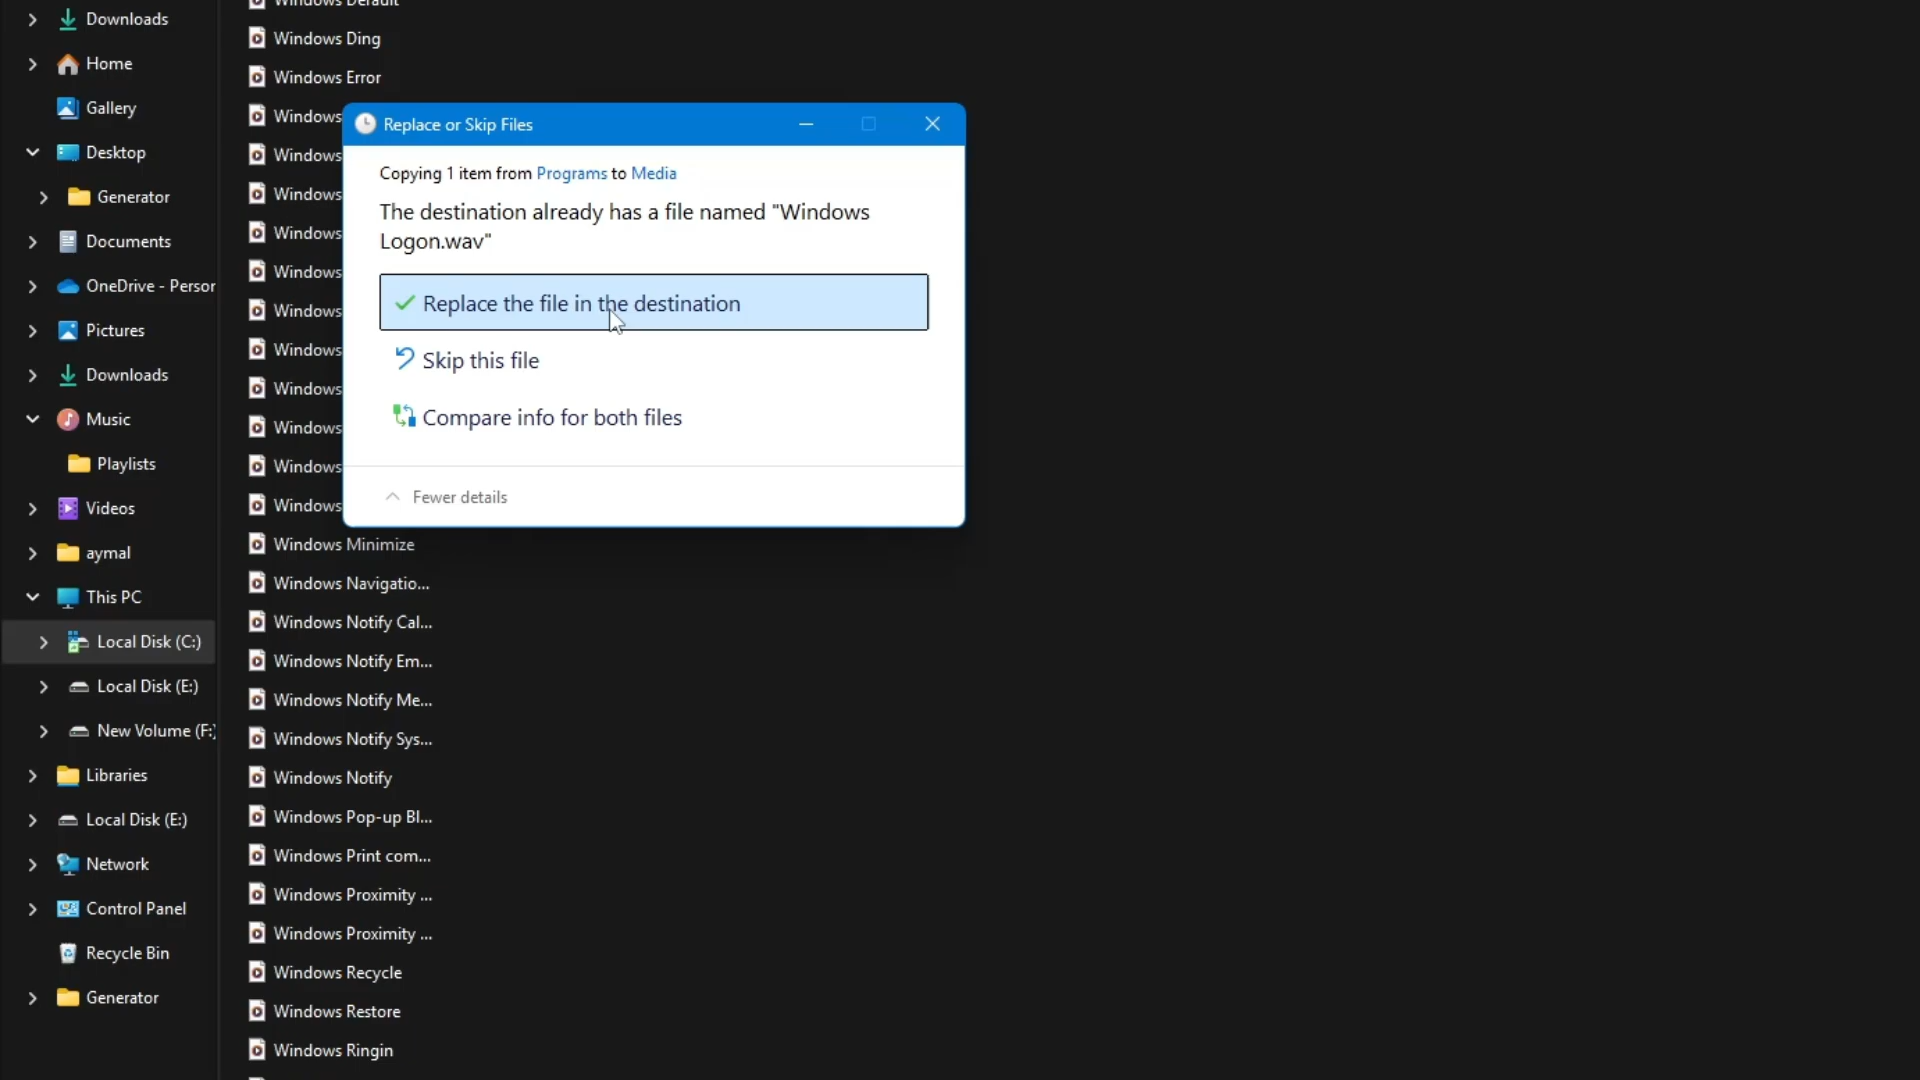 Downloads
Home
Gallery
Desktop
Generator
Documents
OneDrive - Person
Pictures
Downloads
Music
Playlists
Videos
aymal
This PC
Local Disk (C:)
Local Disk (E:)
New Volume (F:)
Libraries
Local Disk (E:)
Network
Control Panel
Recycle Bin
Generator
Windows Default
Windows Ding
Windows Error
Windows
Windows
Windows
Windows
Windows
Windows
Windows
Windows
Windows
Windows
Windows
Windows Minimize
Windows Navigatio...
Windows Notify Cal...
Windows Notify Em...
Windows Notify Me...
Windows Notify Sys...
Windows Notify
Windows Pop-up Bl...
Windows Print com...
Windows Proximity ...
Windows Proximity ...
Windows Recycle
Windows Restore
Windows Ringin
Replace or Skip Files
Copying 1 item from Programs to Media
The destination already has a file named "Windows
Logon.wav"
Replace the file in the destination
Skip this file
Compare info for both files
Fewer details